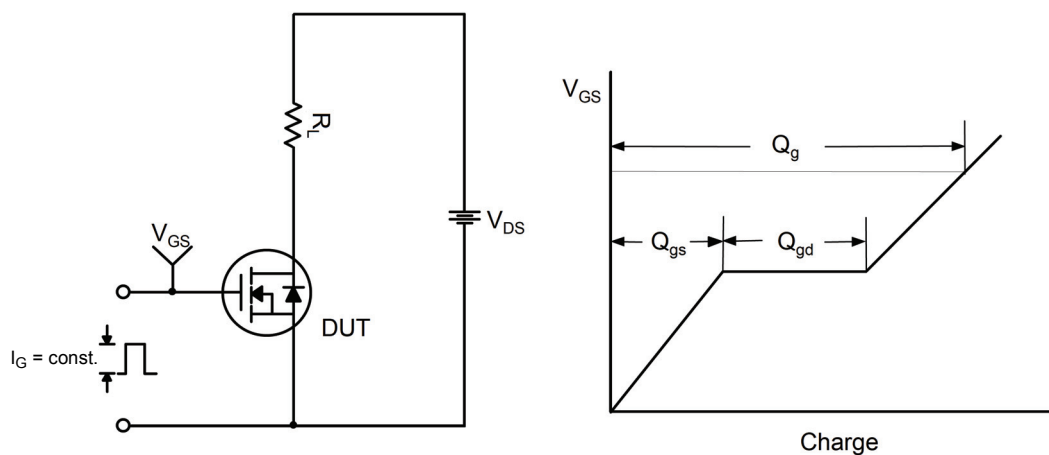 R_L
V_GS
V_DS
DUT
I_G = const.
V_GS
Q_g
Q_gs
Q_gd
Charge